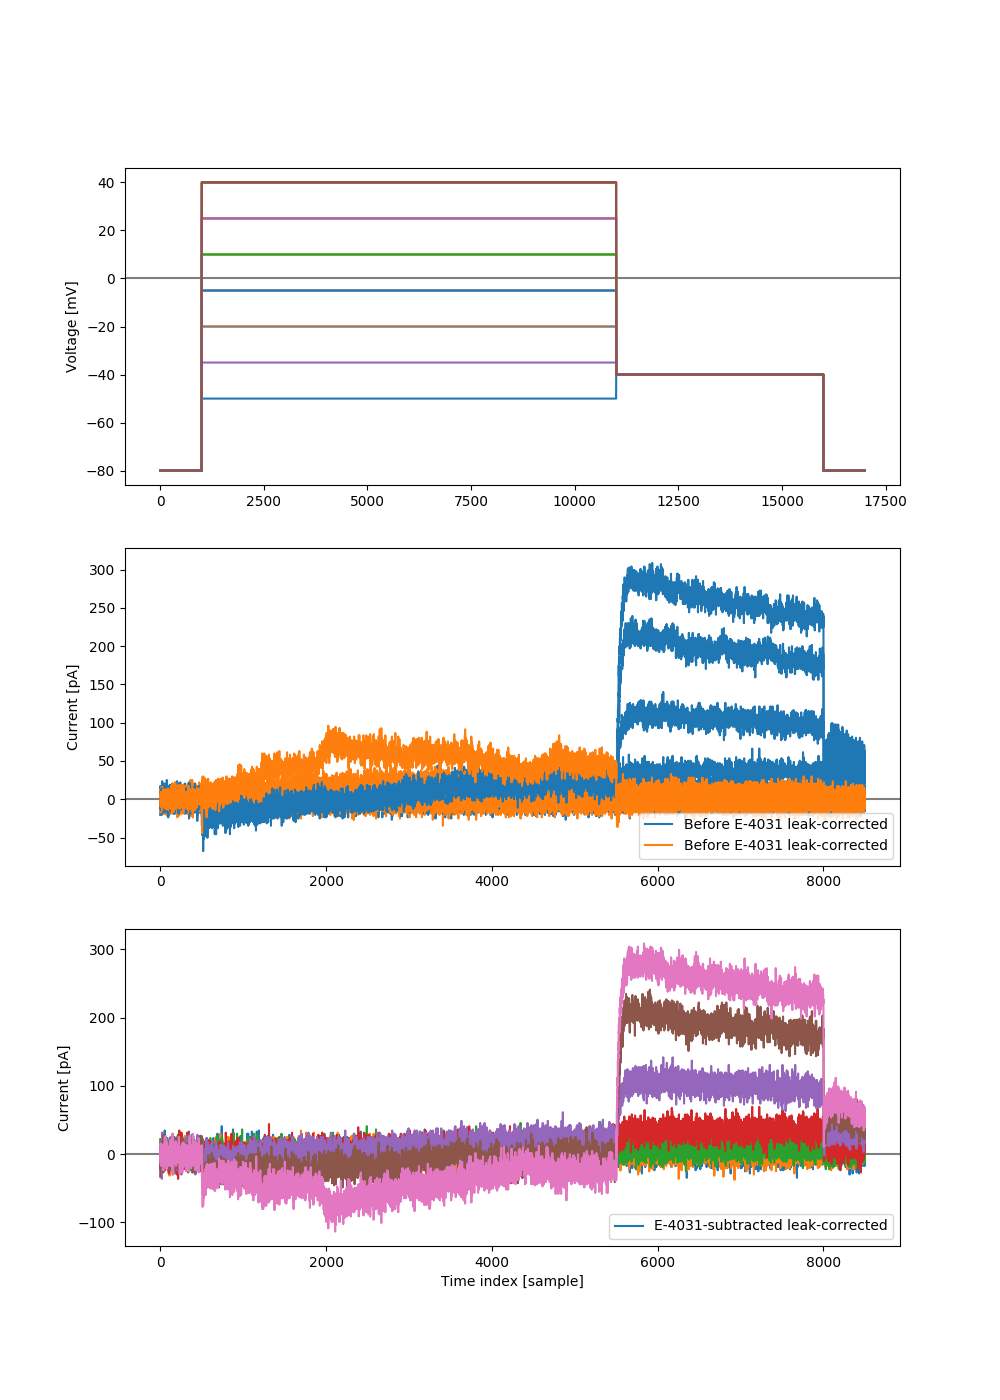 40
20
0
−20
−40
−60
−80
Voltage [mV]
0 2500 5000 7500 10000 12500 15000 17500
300
250
200
150
100
50
0
−50
Current [pA]
Before E-4031 leak-corrected
Before E-4031 leak-corrected
0 2000 4000 6000 8000
300
200
100
0
−100
Current [pA]
E-4031-subtracted leak-corrected
0 2000 4000 6000 8000
Time index [sample]